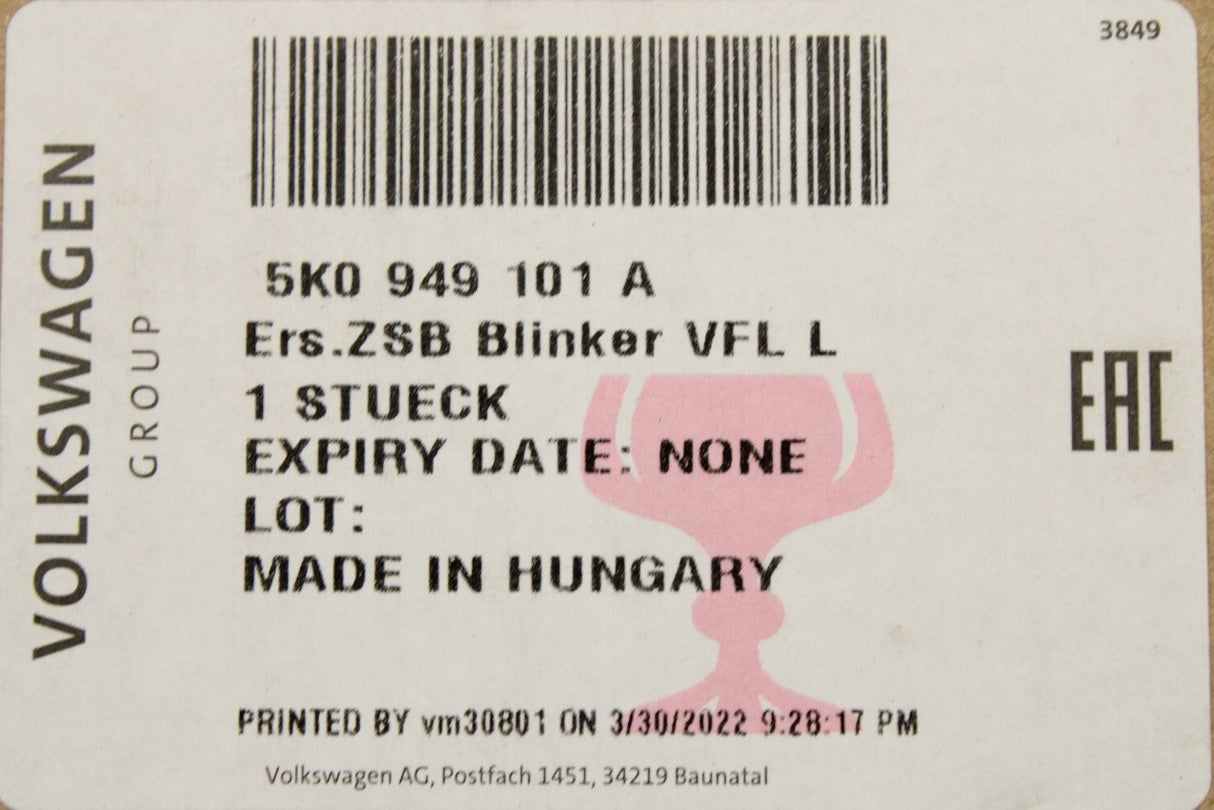 3849
VOLKSWAGEN
GROUP
5K0 949 101 A
Ers.ZSB Blinker VFL L
1 STUECK
EXPIRY DATE: NONE
LOT:
MADE IN HUNGARY
EAC
PRINTED BY vm30801 ON 3/30/2022 9:28:17 PM
Volkswagen AG, Postfach 1451, 34219 Baunatal